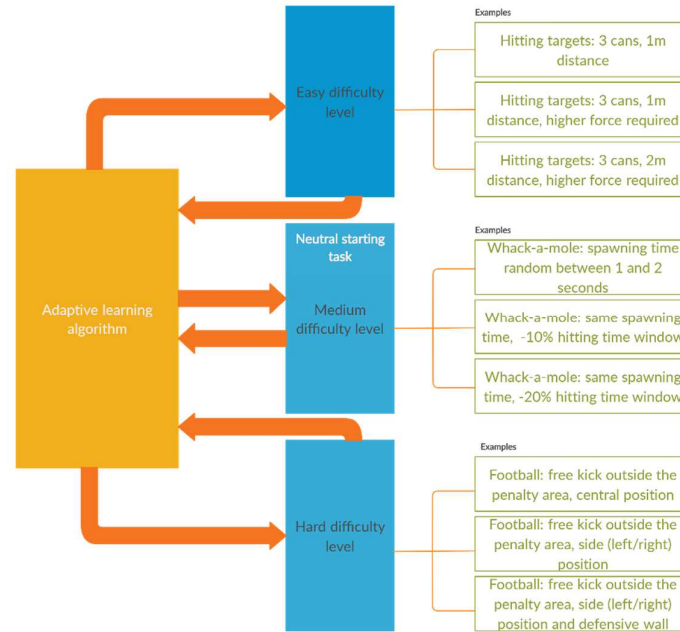 Examples
Hitting targets: 3 cans, 1m
distance
Hitting targets: 3 cans, 1m
distance, higher force required
Hitting targets: 3 cans, 2m
distance, higher force required
Easy difficulty
level
Adaptive learning
algorithm
Neutral starting
task
Medium
difficulty level
Examples
Whack-a-mole: spawning time
random between 1 and 2
seconds
Whack-a-mole: same spawning
time, -10% hitting time window
Whack-a-mole: same spawning
time, -20% hitting time window
Hard difficulty
level
Examples
Football: free kick outside the
penalty area, central position
Football: free kick outside the
penalty area, side (left/right)
position
Football: free kick outside the
penalty area, side (left/right)
position and defensive wall